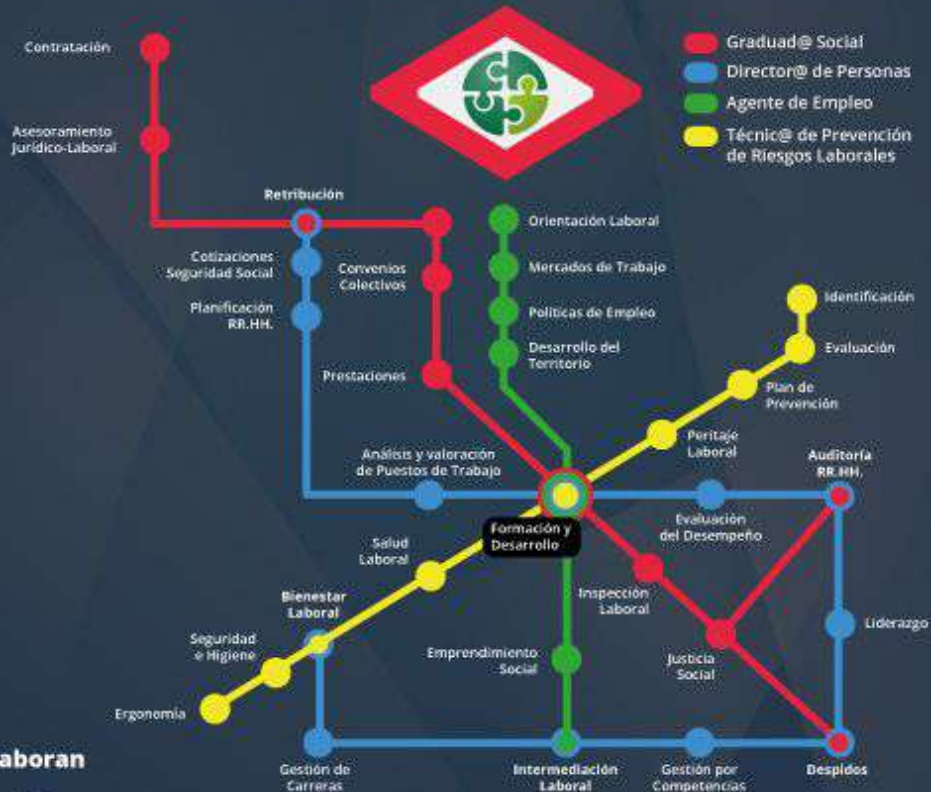 Graduad@ Social
Director@ de Personas
Agente de Empleo
Técnic@ de Prevención
de Riesgos Laborales
Contratación
Asesoramiento
Jurídico-Laboral
Retribución
Cotizaciones
Seguridad Social
Planificación
RR.HH.
Convenios
Colectivos
Prestaciones
Orientación Laboral
Mercados de Trabajo
Políticas de Empleo
Desarrollo del
Territorio
Identificación
Evaluación
Plan de
Prevención
Peritaje
Laboral
Auditoría
RR.HH.
Análisis y valoración
de Puestos de Trabajo
Formación y
Desarrollo
Evaluación
del Desempeño
Salud
Laboral
Bienestar
Laboral
Seguridad
e Higiene
Ergonomía
Inspección
Laboral
Emprendimiento
Social
Justicia
Social
Liderazgo
aboran
Gestión de
Carreras
Intermediación
Laboral
Gestión por
Competencias
Despidos